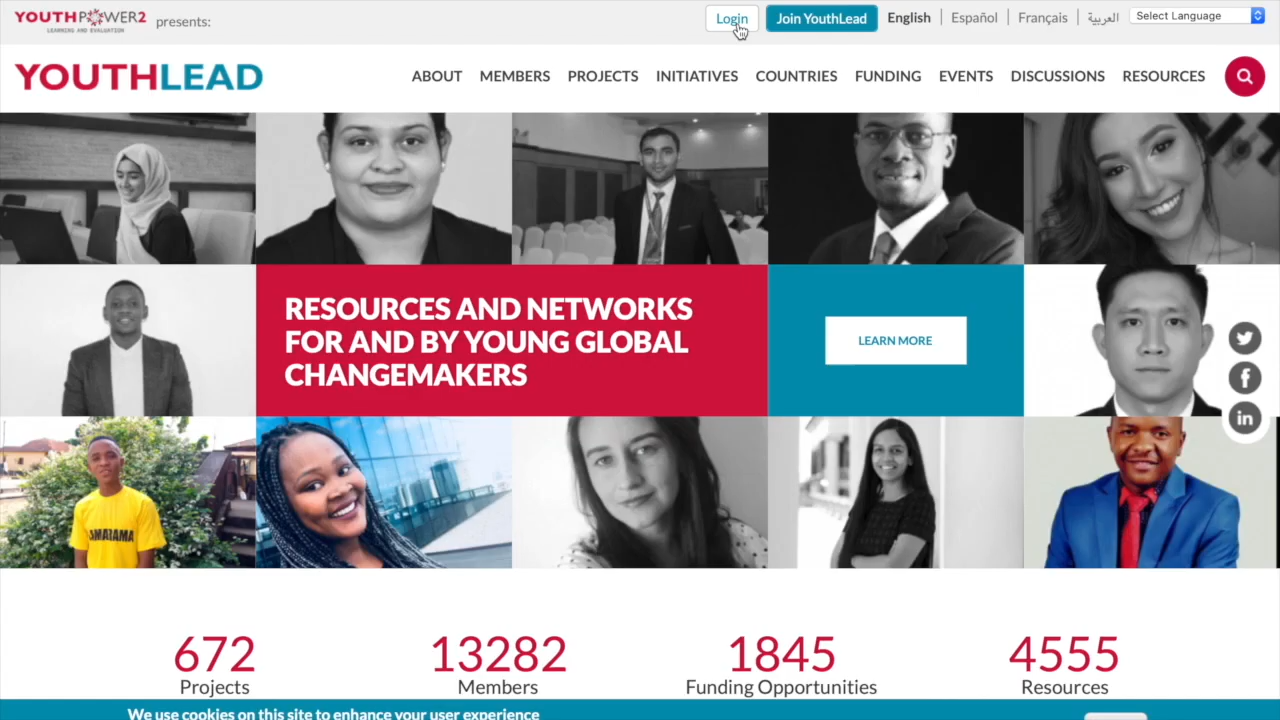 YOUTHPOWER2
LEARNING AND EVALUATION
presents:
Login
Join YouthLead
English
Español
Français
العربية
Select Language
YOUTHLEAD
ABOUT MEMBERS PROJECTS INITIATIVES COUNTRIES FUNDING EVENTS DISCUSSIONS RESOURCES
RESOURCES AND NETWORKS
FOR AND BY YOUNG GLOBAL
CHANGEMAKERS
LEARN MORE
672
Projects
13282
Members
1845
Funding Opportunities
4555
Resources
We use cookies on this site to enhance your user experience